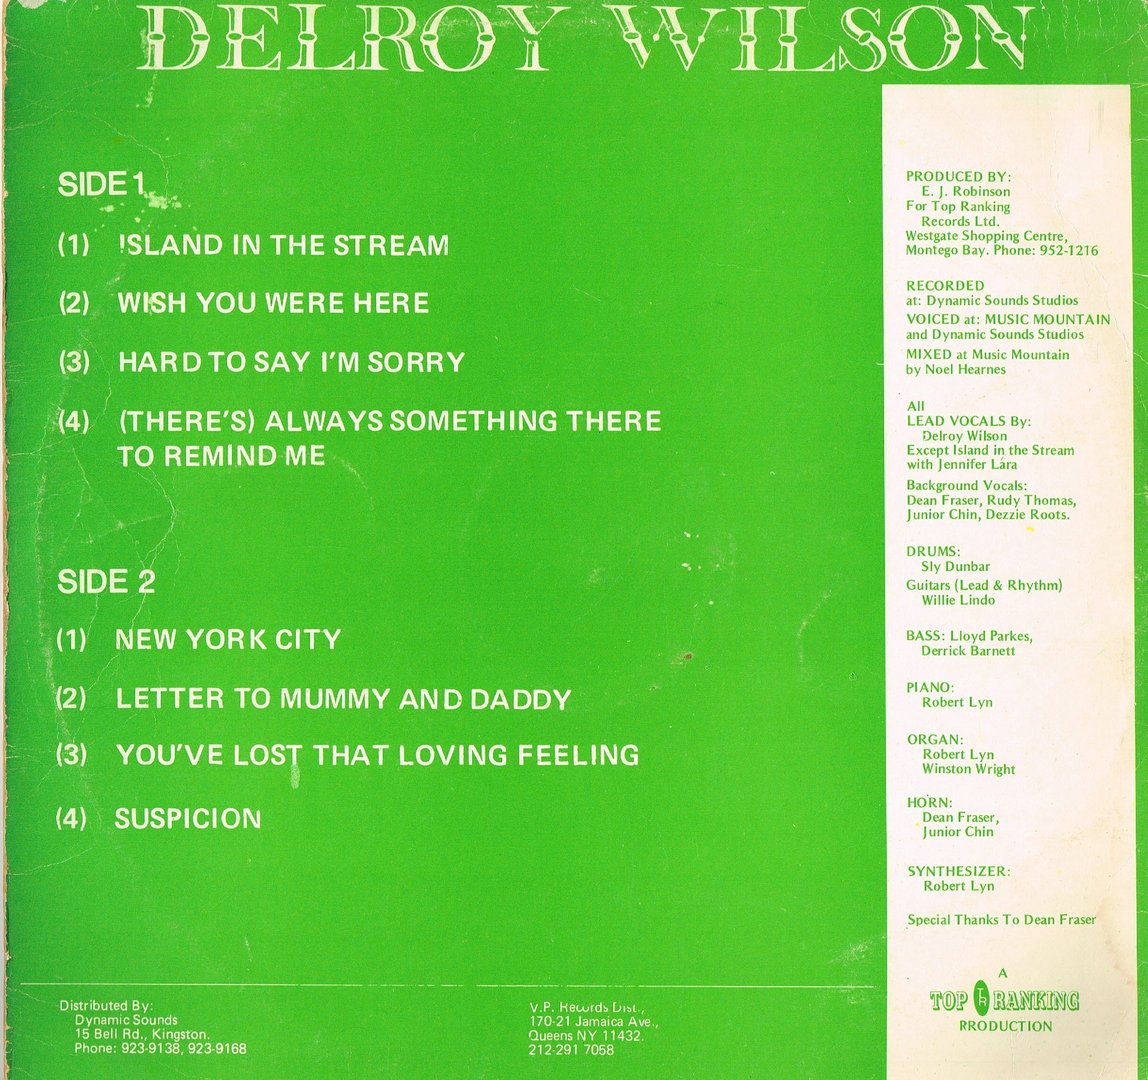 DELROY WILSON
SIDE 1
(1) ISLAND IN THE STREAM
(2) WISH YOU WERE HERE
(3) HARD TO SAY I'M SORRY
(4) (THERE'S) ALWAYS SOMETHING THERE
TO REMIND ME
SIDE 2
(1) NEW YORK CITY
(2) LETTER TO MUMMY AND DADDY
(3) YOU'VE LOST THAT LOVING FEELING
(4) SUSPICION
Distributed By:
Dynamic Sounds
15 Bell Rd., Kingston.
Phone: 923-9138, 923-9168
V.P. Records Dist.,
170-21 Jamaica Ave.,
Queens NY 11432.
212-291 7058
PRODUCED BY:
E. J. Robinson
For Top Ranking
Records Ltd.
Westgate Shopping Centre,
Montego Bay. Phone: 952-1216
RECORDED
at: Dynamic Sounds Studios
VOICED at: MUSIC MOUNTAIN
and Dynamic Sounds Studios
MIXED at Music Mountain
by Noel Hearnes
All
LEAD VOCALS By:
Delroy Wilson
Except Island in the Stream
with Jennifer Lára
Background Vocals:
Dean Fraser, Rudy Thomas,
Junior Chin, Dezzie Roots.
DRUMS:
Sly Dunbar
Guitars (Lead & Rhythm)
Willie Lindo
BASS: Lloyd Parkes,
Derrick Barnett
PIANO:
Robert Lyn
ORGAN:
Robert Lyn
Winston Wright
HORN:
Dean Fraser,
Junior Chin
SYNTHESIZER:
Robert Lyn
Special Thanks To Dean Fraser
A
TOP TR RANKING
PRODUCTION